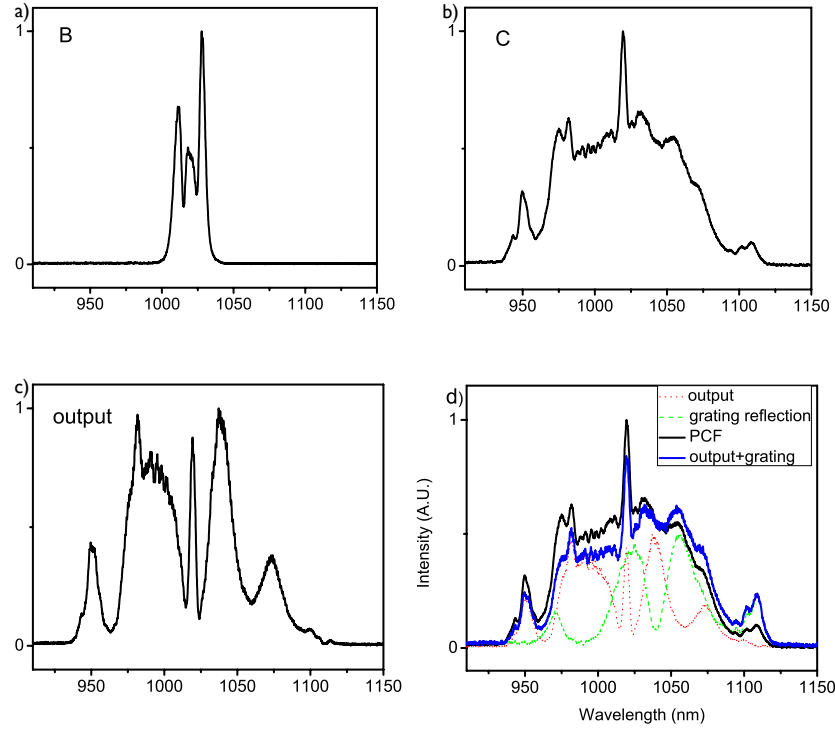 a)
B
1
0
950 1000 1050 1100 1150
b)
C
1
0
950 1000 1050 1100 1150
c)
output
1
0
950 1000 1050 1100 1150
d)
output
grating reflection
PCF
output+grating
1
0
Intensity (A.U.)
950 1000 1050 1100 1150
Wavelength (nm)